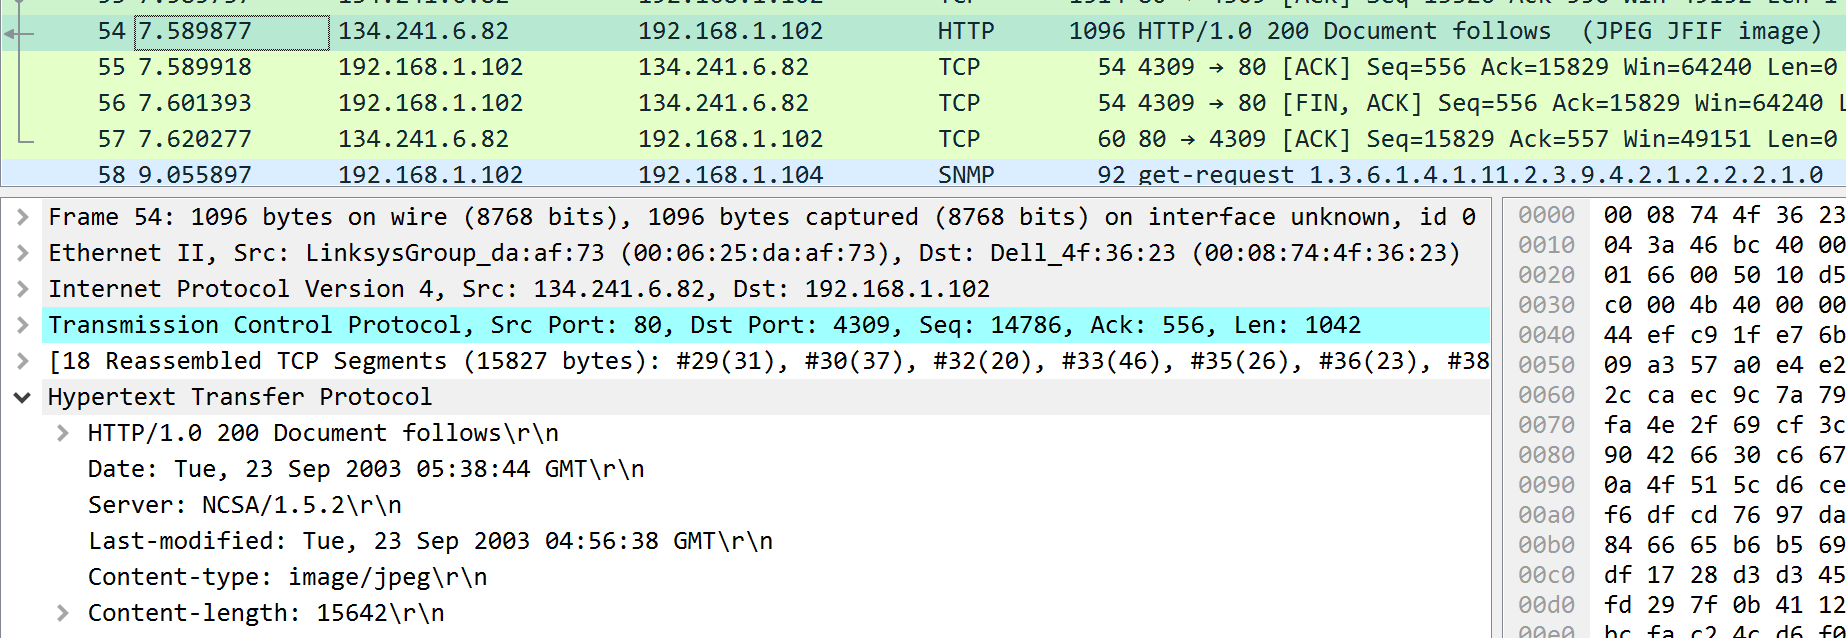 54 7.589877 134.241.6.82 192.168.1.102 HTTP 1096 HTTP/1.0 200 Document follows (JPEG JFIF image)
55 7.589918 192.168.1.102 134.241.6.82 TCP 54 4309 → 80 [ACK] Seq=556 Ack=15829 Win=64240 Len=0
56 7.601393 192.168.1.102 134.241.6.82 TCP 54 4309 → 80 [FIN, ACK] Seq=556 Ack=15829 Win=64240 L
57 7.620277 134.241.6.82 192.168.1.102 TCP 60 80 → 4309 [ACK] Seq=15829 Ack=557 Win=49151 Len=0
58 9.055897 192.168.1.102 192.168.1.104 SNMP 92 get-request 1.3.6.1.4.1.11.2.3.9.4.2.1.2.2.2.1.0
Frame 54: 1096 bytes on wire (8768 bits), 1096 bytes captured (8768 bits) on interface unknown, id 0
Ethernet II, Src: LinksysGroup_da:af:73 (00:06:25:da:af:73), Dst: Dell_4f:36:23 (00:08:74:4f:36:23)
Internet Protocol Version 4, Src: 134.241.6.82, Dst: 192.168.1.102
Transmission Control Protocol, Src Port: 80, Dst Port: 4309, Seq: 14786, Ack: 556, Len: 1042
[18 Reassembled TCP Segments (15827 bytes): #29(31), #30(37), #32(20), #33(46), #35(26), #36(23), #38
Hypertext Transfer Protocol
HTTP/1.0 200 Document follows\r\n
Date: Tue, 23 Sep 2003 05:38:44 GMT\r\n
Server: NCSA/1.5.2\r\n
Last-modified: Tue, 23 Sep 2003 04:56:38 GMT\r\n
Content-type: image/jpeg\r\n
Content-length: 15642\r\n
0000 00 08 74 4f 36 23
0010 04 3a 46 bc 40 00
0020 01 66 00 50 10 d5
0030 c0 00 4b 40 00 00
0040 44 ef c9 1f e7 6b
0050 09 a3 57 a0 e4 e2
0060 2c ca ec 9c 7a 79
0070 fa 4e 2f 69 cf 3c
0080 90 42 66 30 c6 67
0090 0a 4f 51 5c d6 ce
00a0 f6 df cd 76 97 da
00b0 84 66 65 b6 b5 69
00c0 df 17 28 d3 d3 45
00d0 fd 29 7f 0b 41 12
00e0 bc fa c2 4c d6 f0